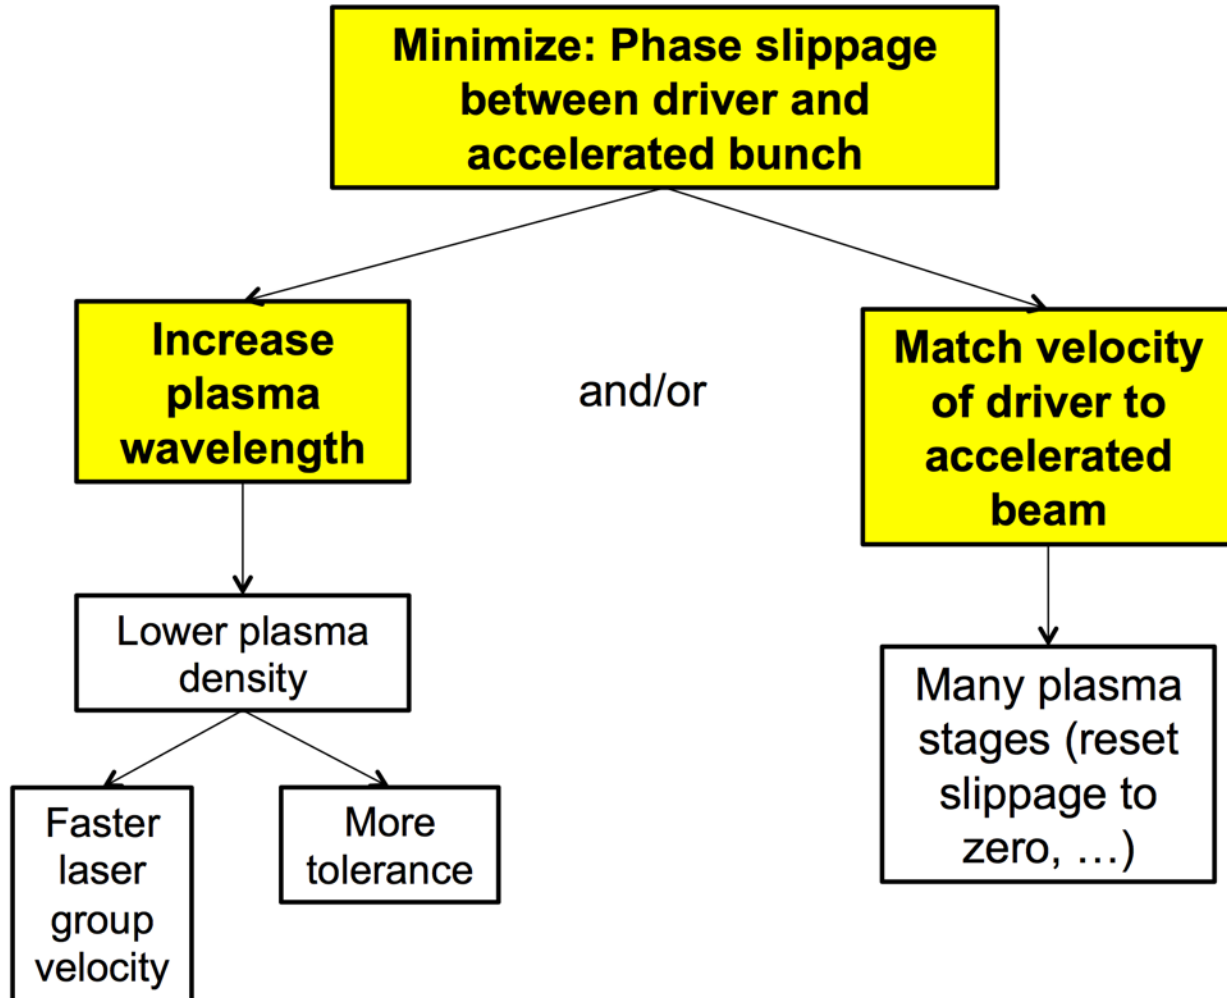 Minimize: Phase slippage
between driver and
accelerated bunch
Increase
plasma
wavelength
and/or
Match velocity
of driver to
accelerated
beam
Lower plasma
density
Many plasma
stages (reset
slippage to
zero, …)
Faster
laser
group
velocity
More
tolerance